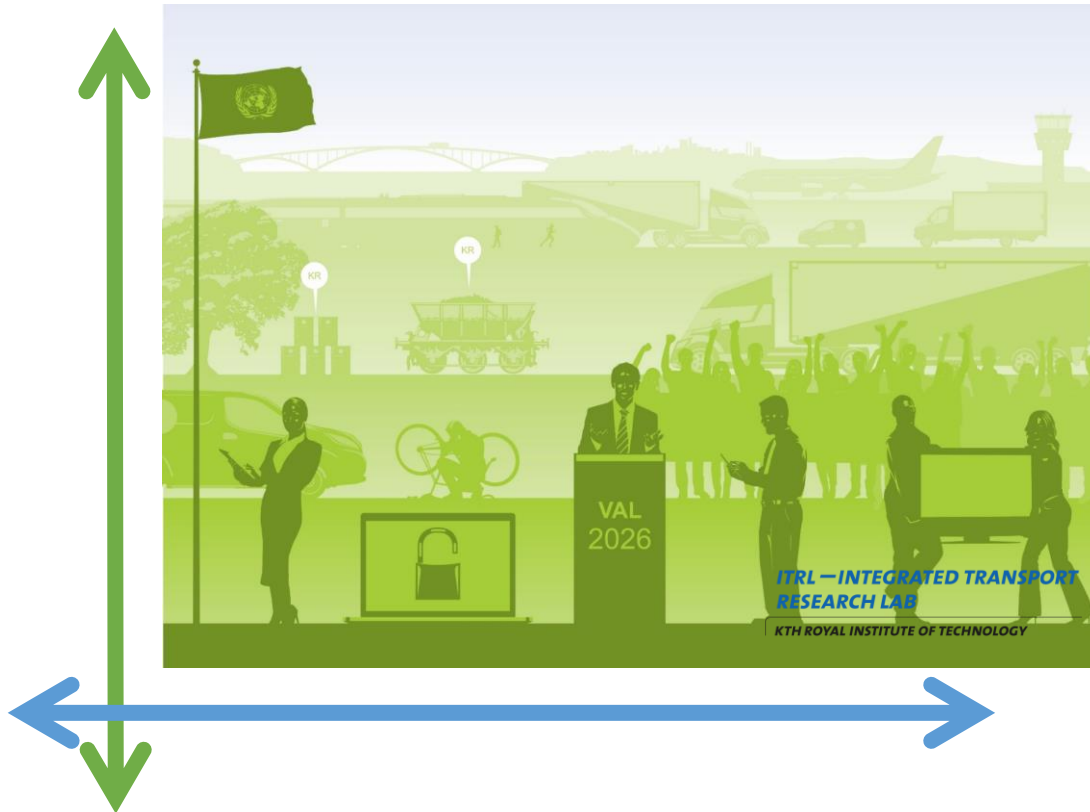 KR
KR
VAL
2026
ITRL – INTEGRATED TRANSPORT
RESEARCH LAB
KTH ROYAL INSTITUTE OF TECHNOLOGY